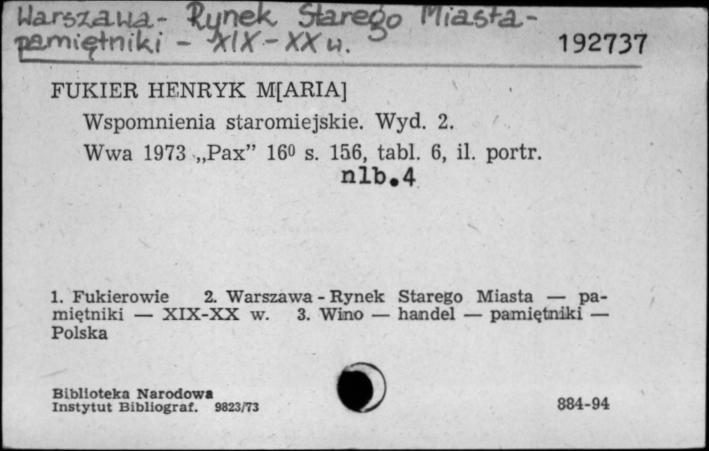 Warszawa - Rynek Starego Miasta -
pamiętniki - XIX - XX w.
192737
FUKIER HENRYK M[ARIA]
Wspomnienia staromiejskie. Wyd. 2.
Wwa 1973 „Pax” 16⁰ s. 156, tabl. 6, il. portr.
nlb.4
1. Fukierowie 2. Warszawa - Rynek Starego Miasta — pa-
miętniki — XIX-XX w. 3. Wino — handel — pamiętniki —
Polska
Biblioteka Narodowa
Instytut Bibliograf. 9823/73
884-94